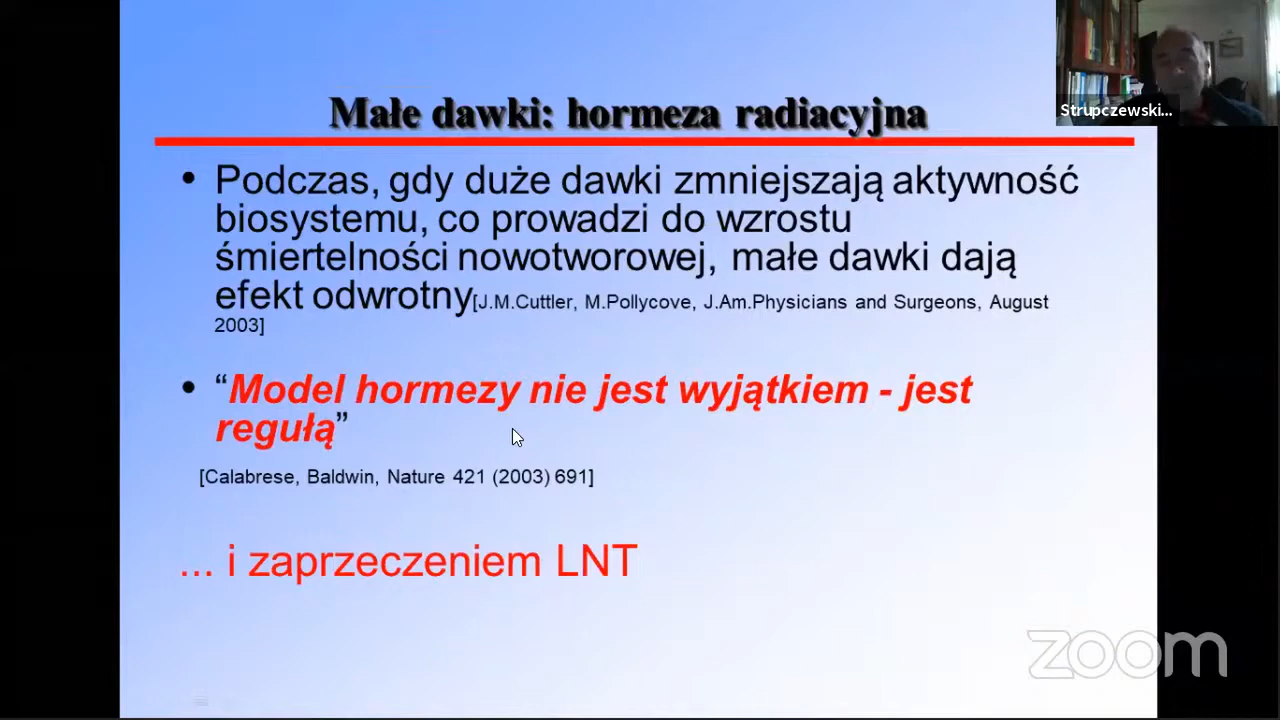 Strupczewski...
Małe dawki: hormeza radiacyjna
• Podczas, gdy duże dawki zmniejszają aktywność
biosystemu, co prowadzi do wzrostu
śmiertelności nowotworowej, małe dawki dają
efekt odwrotny[J.M.Cuttler, M.Pollycove, J.Am.Physicians and Surgeons, August
2003]
• “Model hormezy nie jest wyjątkiem - jest
regułą”
[Calabrese, Baldwin, Nature 421 (2003) 691]
... i zaprzeczeniem LNT
zoom